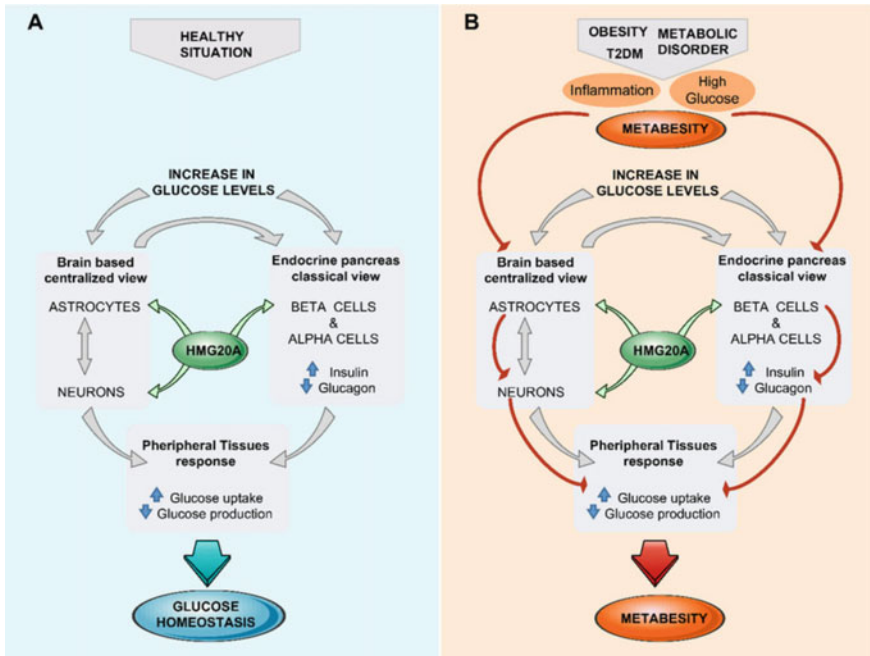 A
HEALTHY
SITUATION
INCREASE IN
GLUCOSE LEVELS
Brain based
centralized view
ASTROCYTES
NEURONS
Endocrine pancreas
classical view
BETA CELLS
&
ALPHA CELLS
Insulin
Glucagon
HMG20A
Pheripheral Tissues
response
Glucose uptake
Glucose production
GLUCOSE
HOMEOSTASIS
B
OBESITY
T2DM
METABOLIC
DISORDER
Inflammation
High
Glucose
METABESITY
INCREASE IN
GLUCOSE LEVELS
Brain based
centralized view
ASTROCYTES
NEURONS
Endocrine pancreas
classical view
BETA CELLS
&
ALPHA CELLS
Insulin
Glucagon
HMG20A
Pheripheral Tissues
response
Glucose uptake
Glucose production
METABESITY